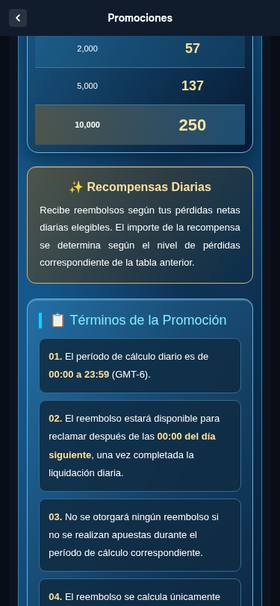 Promociones
2,000 57
5,000 137
10,000 250
✨ Recompensas Diarias
Recibe reembolsos según tus pérdidas netas
diarias elegibles. El importe de la recompensa
se determina según el nivel de pérdidas
correspondiente de la tabla anterior.
📋 Términos de la Promoción
01. El período de cálculo diario es de
00:00 a 23:59 (GMT-6).
02. El reembolso estará disponible para
reclamar después de las 00:00 del día
siguiente, una vez completada la
liquidación diaria.
03. No se otorgará ningún reembolso si
no se realizan apuestas durante el
período de cálculo correspondiente.
04. El reembolso se calcula únicamente